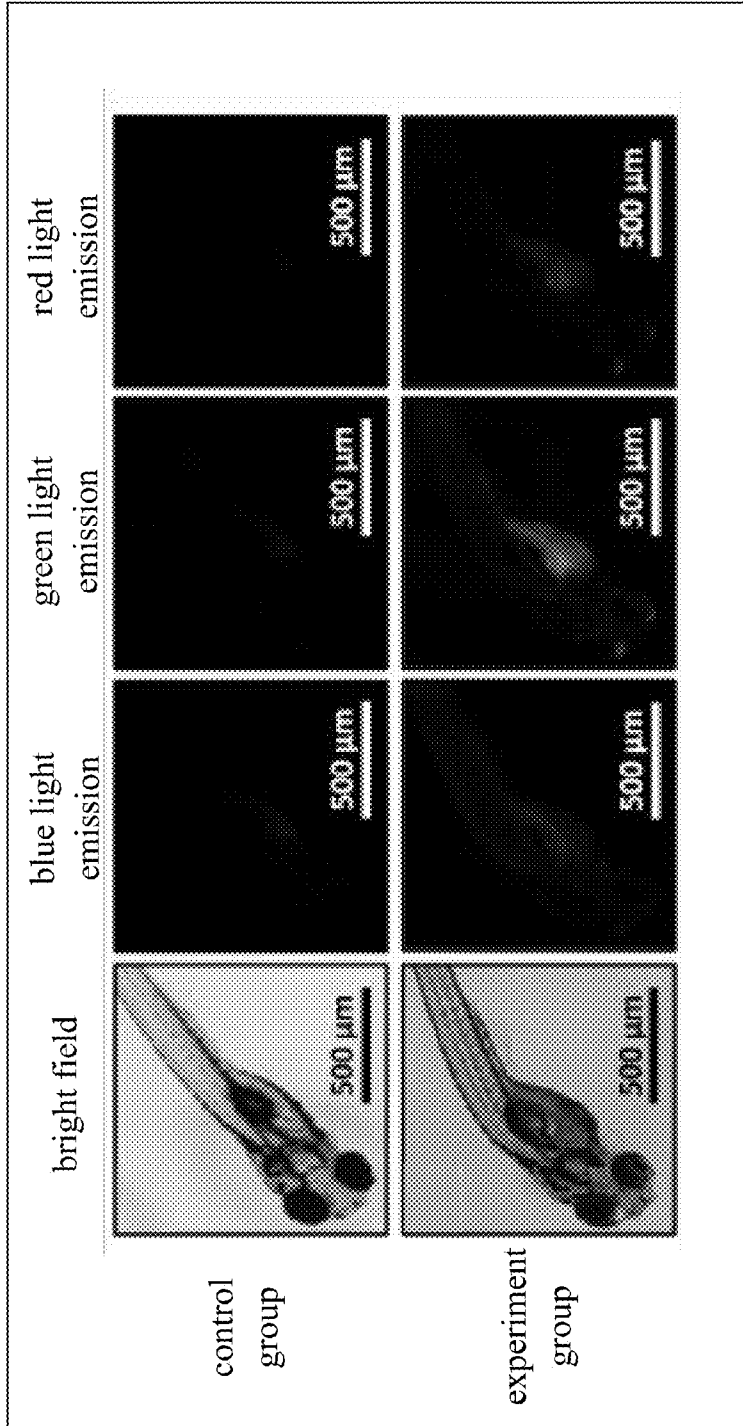 bright field
blue light
emission
green light
emission
red light
emission
control
group
500 µm
500 µm
500 µm
500 µm
experiment
group
500 µm
500 µm
500 µm
500 µm